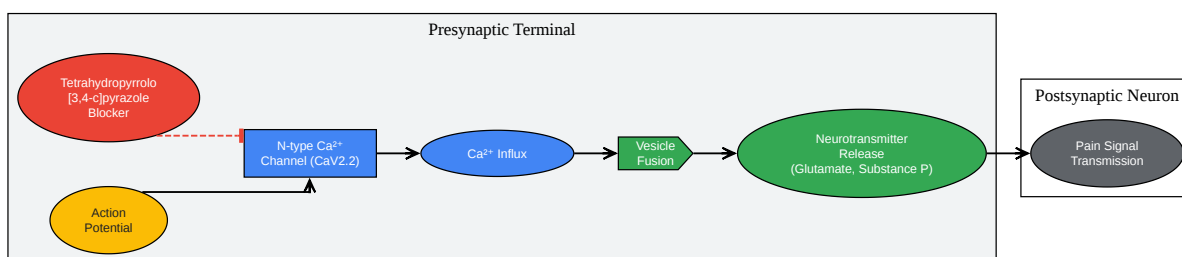 Presynaptic Terminal
Tetrahydropyrrolo
[3,4-c]pyrazole
Blocker
N-type Ca²⁺
Channel (CaV2.2)
Action
Potential
Ca²⁺ Influx
Vesicle
Fusion
Neurotransmitter
Release
(Glutamate, Substance P)
Postsynaptic Neuron
Pain Signal
Transmission